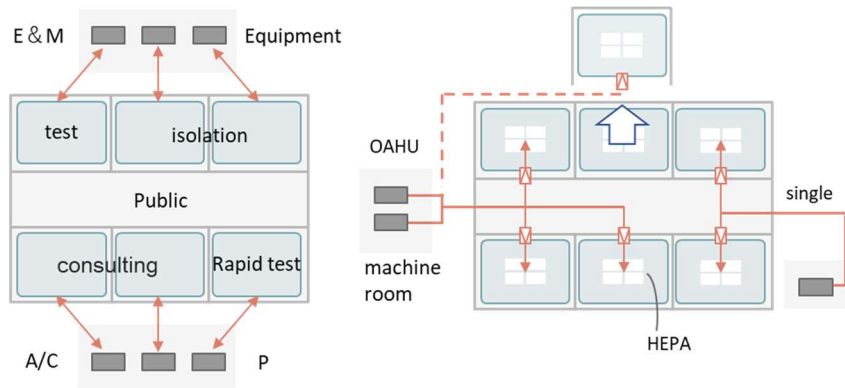 E & M
Equipment
test
isolation
Public
consulting
Rapid test
A/C
P
OAHU
single
machine
room
HEPA